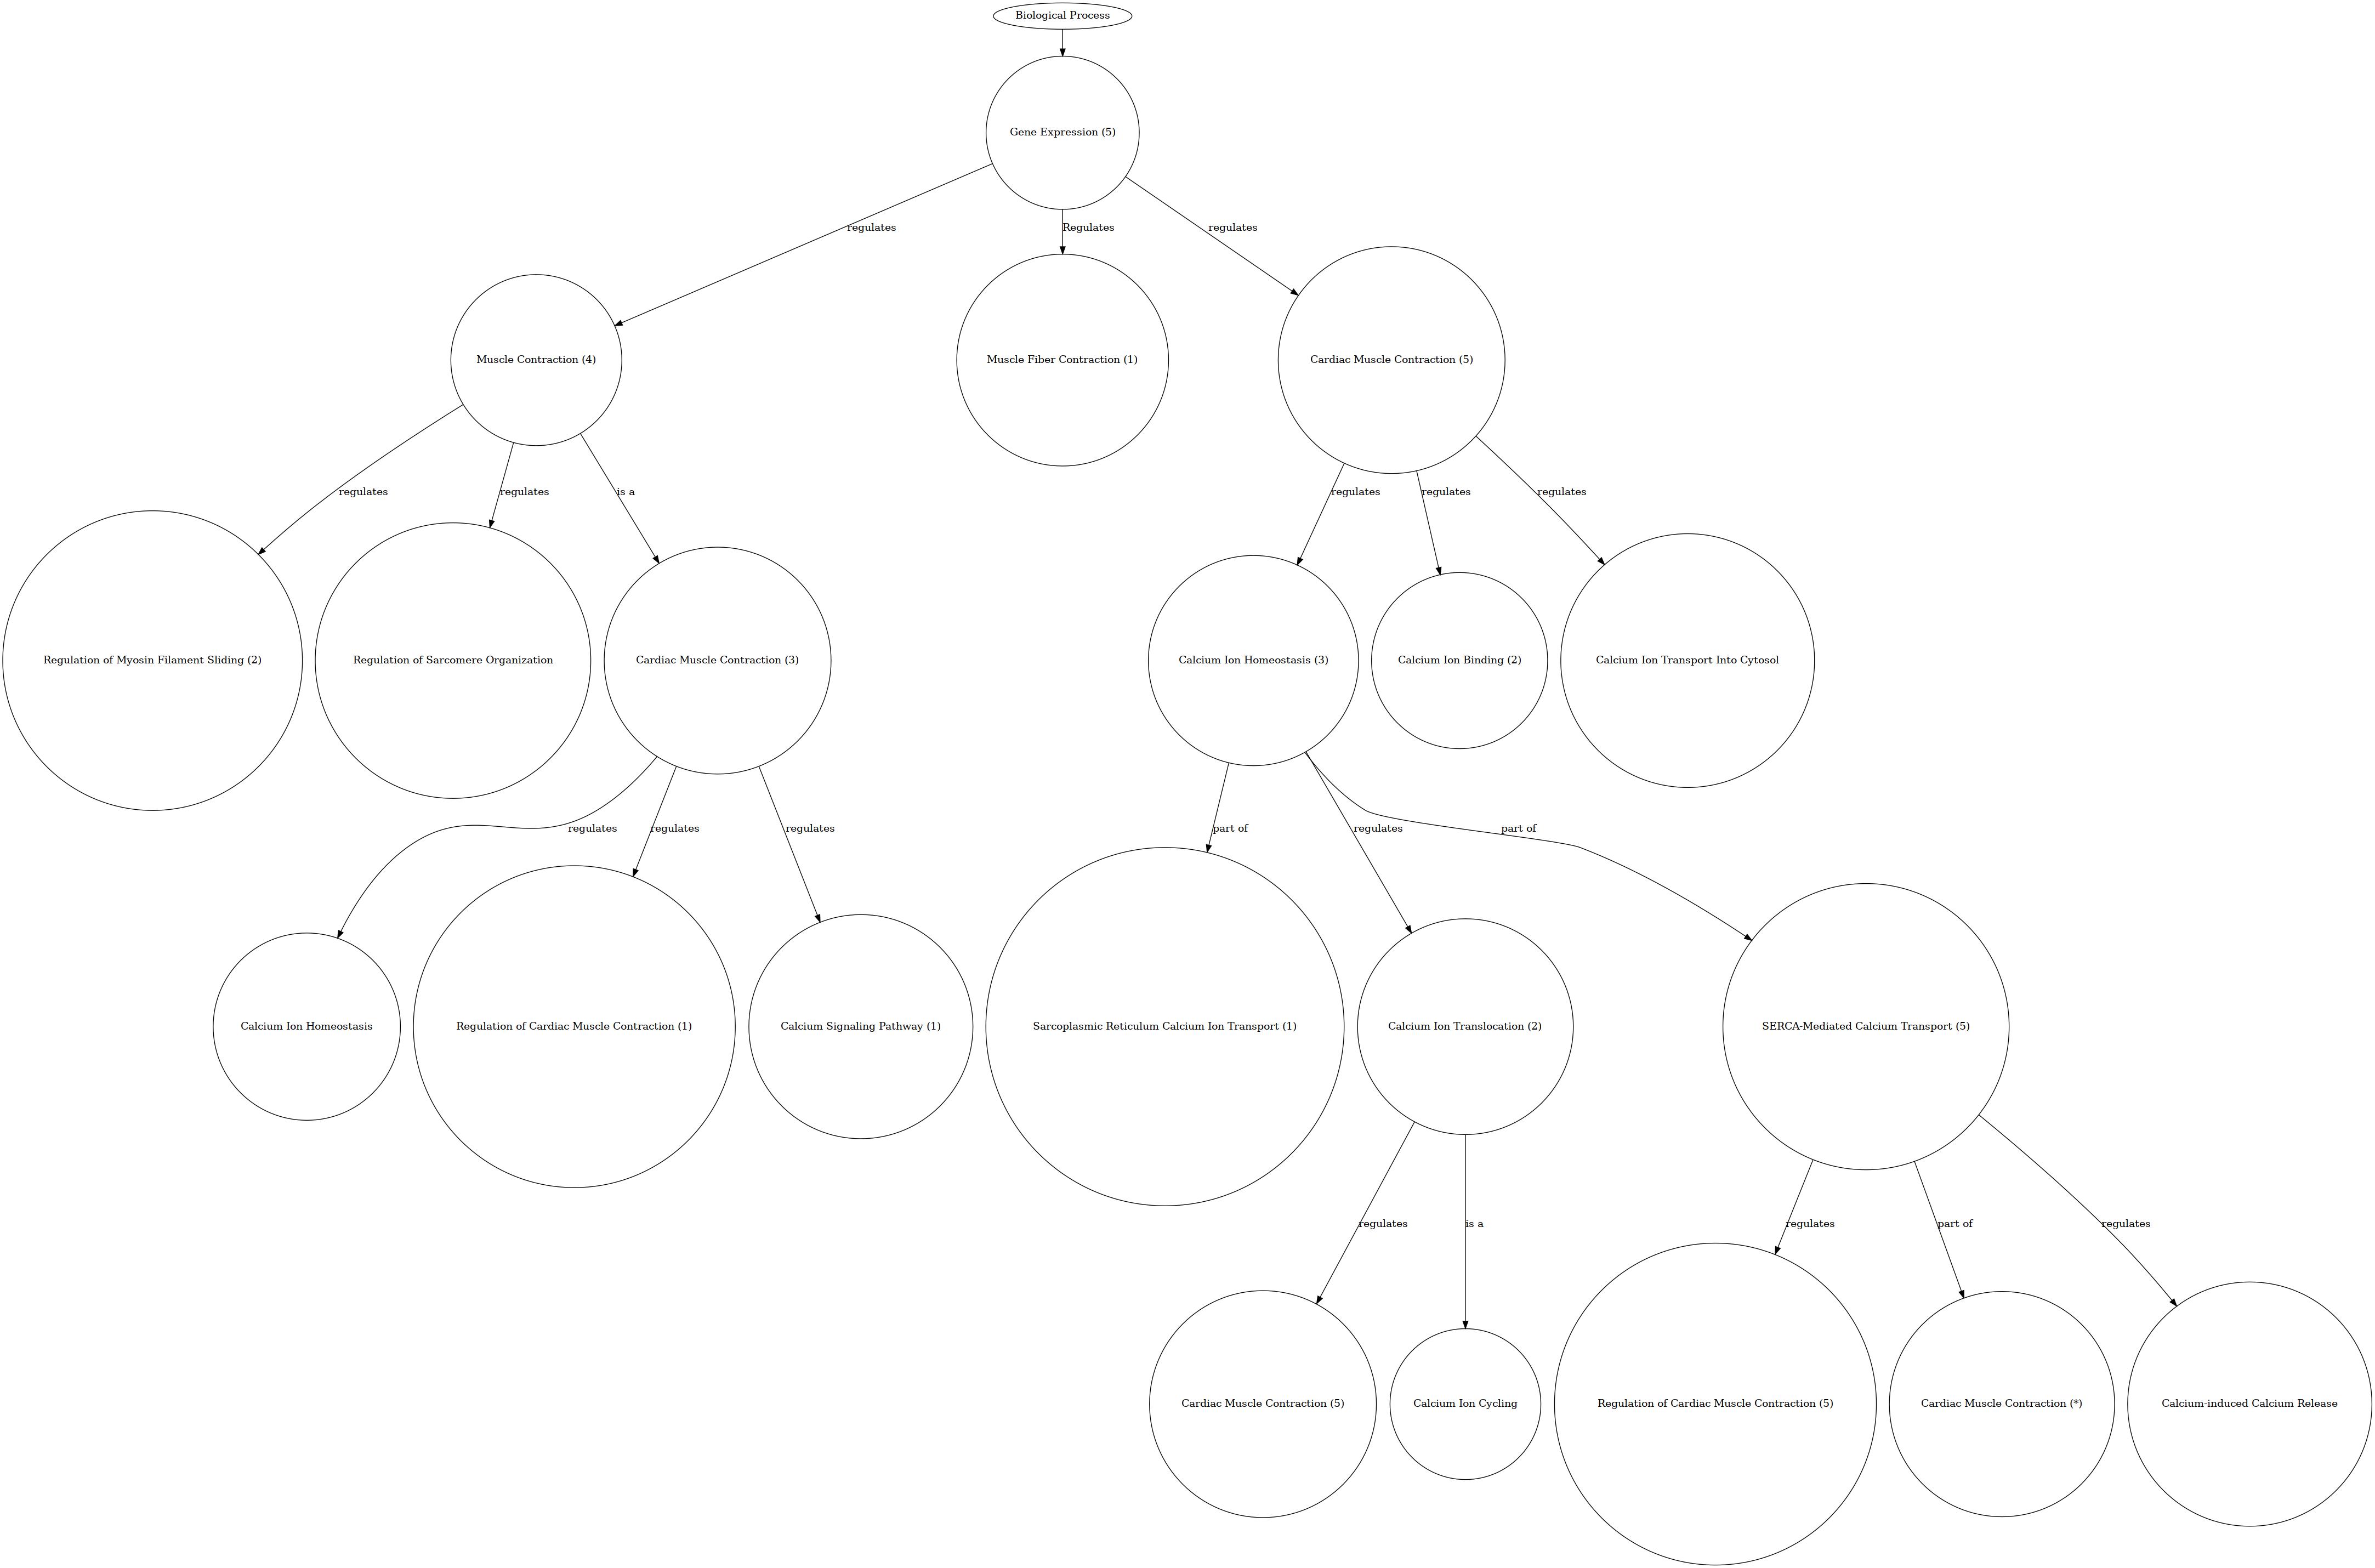 Biological Process
Gene Expression (5)
regulates
Regulates
regulates
Muscle Contraction (4)
Muscle Fiber Contraction (1)
Cardiac Muscle Contraction (5)
regulates
regulates
is a
regulates
regulates
regulates
Regulation of Myosin Filament Sliding (2)
Regulation of Sarcomere Organization
Cardiac Muscle Contraction (3)
Calcium Ion Homeostasis (3)
Calcium Ion Binding (2)
Calcium Ion Transport Into Cytosol
regulates
regulates
regulates
part of
regulates
part of
Calcium Ion Homeostasis
Regulation of Cardiac Muscle Contraction (1)
Calcium Signaling Pathway (1)
Sarcoplasmic Reticulum Calcium Ion Transport (1)
Calcium Ion Translocation (2)
SERCA-Mediated Calcium Transport (5)
regulates
is a
regulates
part of
regulates
Cardiac Muscle Contraction (5)
Calcium Ion Cycling
Regulation of Cardiac Muscle Contraction (5)
Cardiac Muscle Contraction (*)
Calcium-induced Calcium Release